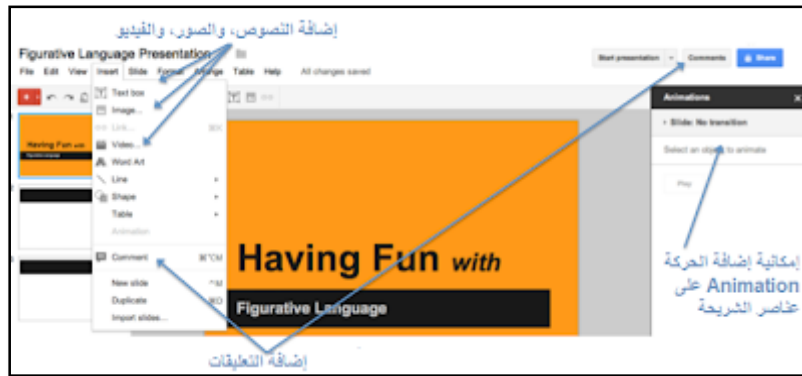 إضافة النصوص، والصور، والفيديو
Figurative Language Presentation
Start presentation
Comments
Share
File Edit View Insert Slide Format Arrange Table Help All changes saved
Text box
Image...
Link... ⌘K
Video...
Word Art
Line
Shape
Table
Animation
Comment
New slide ^M
Duplicate ⌘D
Import slides...
Having Fun with
Having Fun with
Figurative Language
Animations x
Slide: No transition
Select an object to animate
Play
إمكانية إضافة الحركة
Animation على
عناصر الشريحة
إضافة التعليقات